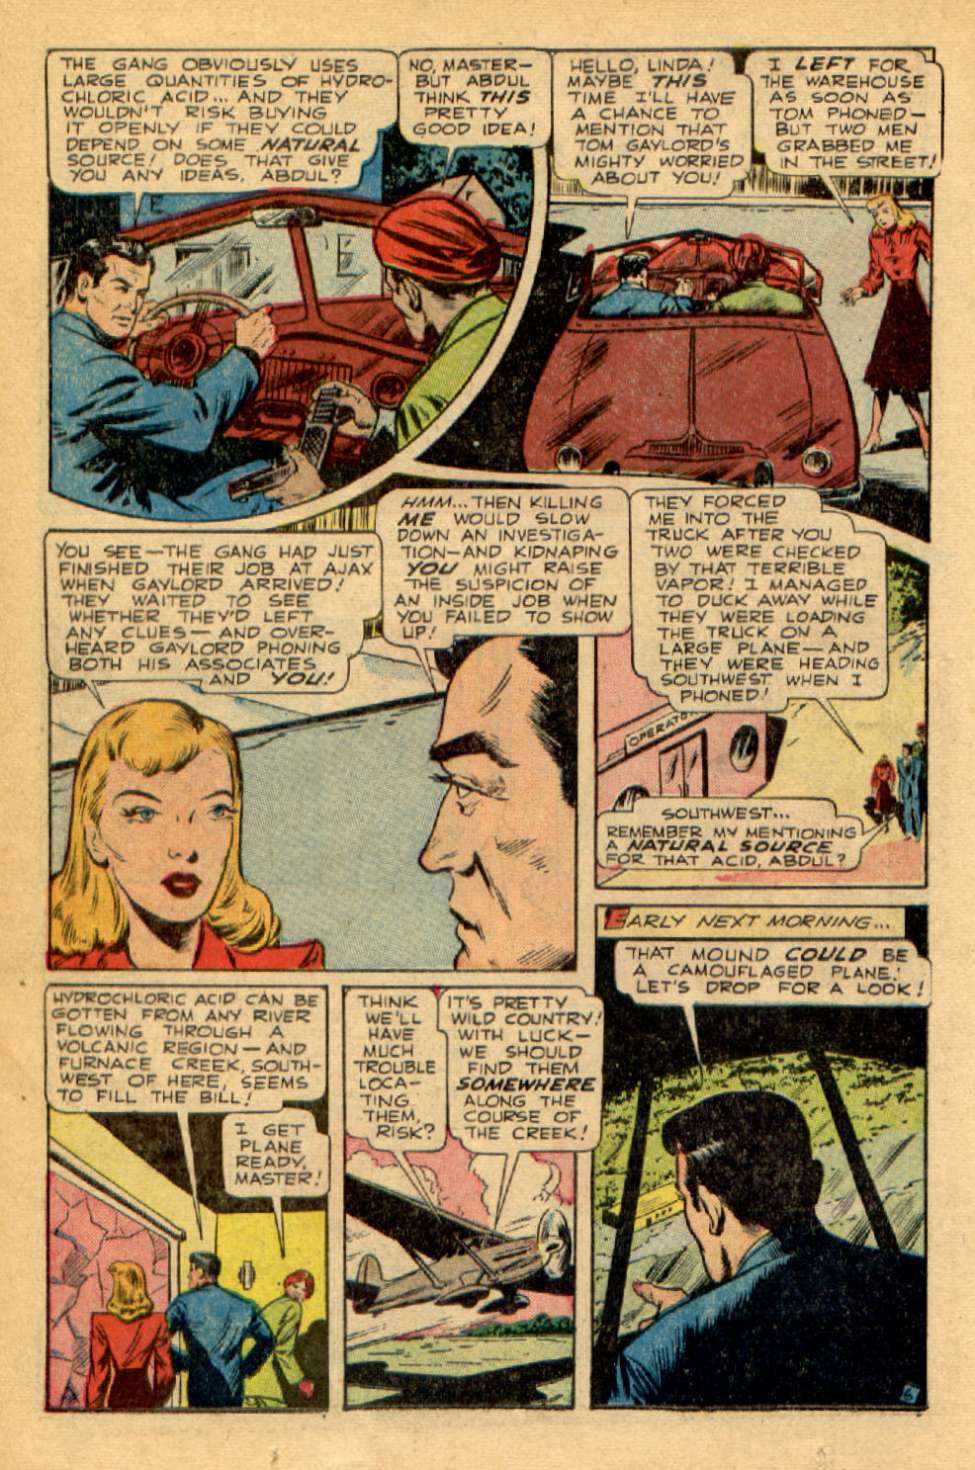 THE GANG OBVIOUSLY USES
LARGE QUANTITIES OF HYDRO-
CHLORIC ACID... AND THEY
WOULDN'T RISK BUYING
IT OPENLY IF THEY COULD
DEPEND ON SOME NATURAL
SOURCE! DOES THAT GIVE
YOU ANY IDEAS, ABDUL?
NO, MASTER—
BUT ABDUL
THINK THIS
PRETTY
GOOD IDEA!
HELLO, LINDA!
MAYBE THIS
TIME I'LL HAVE
A CHANCE TO
MENTION THAT
TOM GAYLORD'S
MIGHTY WORRIED
ABOUT YOU!
I LEFT FOR
THE WAREHOUSE
AS SOON AS
TOM PHONED—
BUT TWO MEN
GRABBED ME
IN THE STREET!
YOU SEE—THE GANG HAD JUST
FINISHED THEIR JOB AT AJAX
WHEN GAYLORD ARRIVED!
THEY WAITED TO SEE
WHETHER THEY'D LEFT
ANY CLUES—AND OVER-
HEARD GAYLORD PHONING
BOTH HIS ASSOCIATES
AND YOU!
HMM...THEN KILLING
ME WOULD SLOW
DOWN AN INVESTIGA-
TION—AND KIDNAPING
YOU MIGHT RAISE
THE SUSPICION OF
AN INSIDE JOB WHEN
YOU FAILED TO SHOW
UP!
THEY FORCED
ME INTO THE
TRUCK AFTER YOU
TWO WERE CHECKED
BY THAT TERRIBLE
VAPOR! I MANAGED
TO DUCK AWAY WHILE
THEY WERE LOADING
THE TRUCK ON A
LARGE PLANE—AND
THEY WERE HEADING
SOUTHWEST WHEN I
PHONED!
OPERATOR
SOUTHWEST...
REMEMBER MY MENTIONING
A NATURAL SOURCE
FOR THAT ACID, ABDUL?
HYDROCHLORIC ACID CAN BE
GOTTEN FROM ANY RIVER
FLOWING THROUGH A
VOLCANIC REGION—AND
FURNACE CREEK, SOUTH-
WEST OF HERE, SEEMS
TO FILL THE BILL!
I GET
PLANE
READY,
MASTER!
THINK
WE'LL
HAVE
MUCH
TROUBLE
LOCA-
TING
THEM,
RISK?
IT'S PRETTY
WILD COUNTRY!
WITH LUCK—
WE SHOULD
FIND THEM
SOMEWHERE
ALONG THE
COURSE OF
THE CREEK!
EARLY NEXT MORNING...
THAT MOUND COULD BE
A CAMOUFLAGED PLANE!
LET'S DROP FOR A LOOK!
6